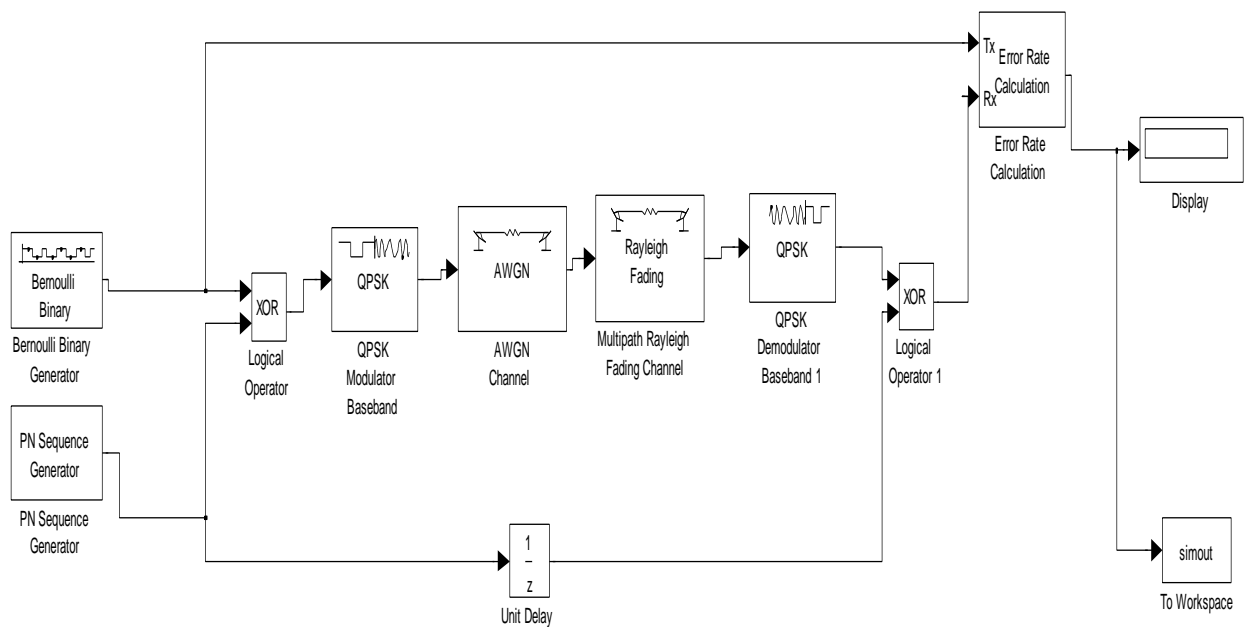 Tx
Error Rate
Calculation
Rx
Error Rate
Calculation
Display
Bernoulli
Binary
Bernoulli Binary
Generator
XOR
Logical
Operator
QPSK
QPSK
Modulator
Baseband
AWGN
AWGN
Channel
Rayleigh
Fading
Multipath Rayleigh
Fading Channel
QPSK
QPSK
Demodulator
Baseband 1
XOR
Logical
Operator 1
PN Sequence
Generator
PN Sequence
Generator
1
z
Unit Delay
simout
To Workspace